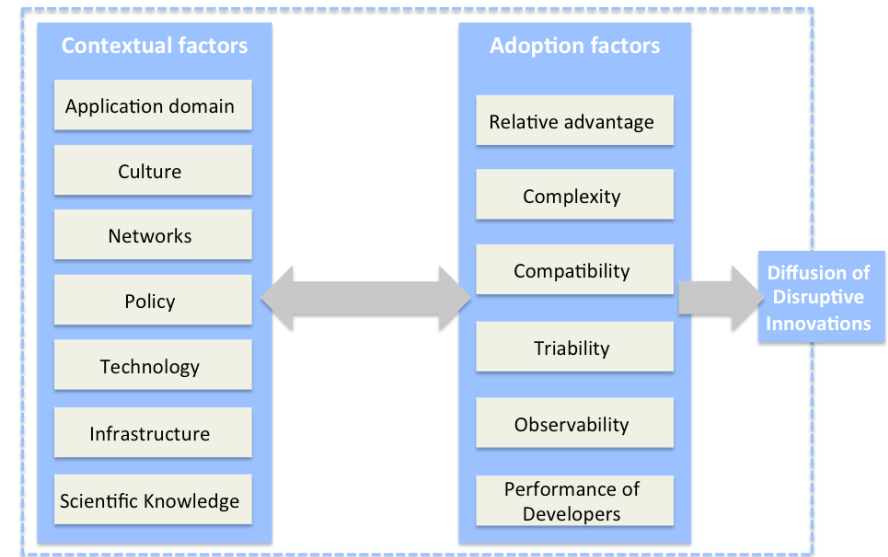 Contextual factors
Application domain
Culture
Networks
Policy
Technology
Infrastructure
Scientific Knowledge
Adoption factors
Relative advantage
Complexity
Compatibility
Triability
Observability
Performance of
Developers
Diffusion of
Disruptive
Innovations